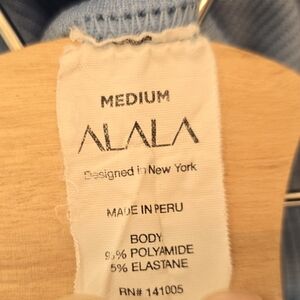 MEDIUM
ALALA
Designed in New York
MADE IN PERU
BODY
95% POLYAMIDE
5% ELASTANE
RN# 141005